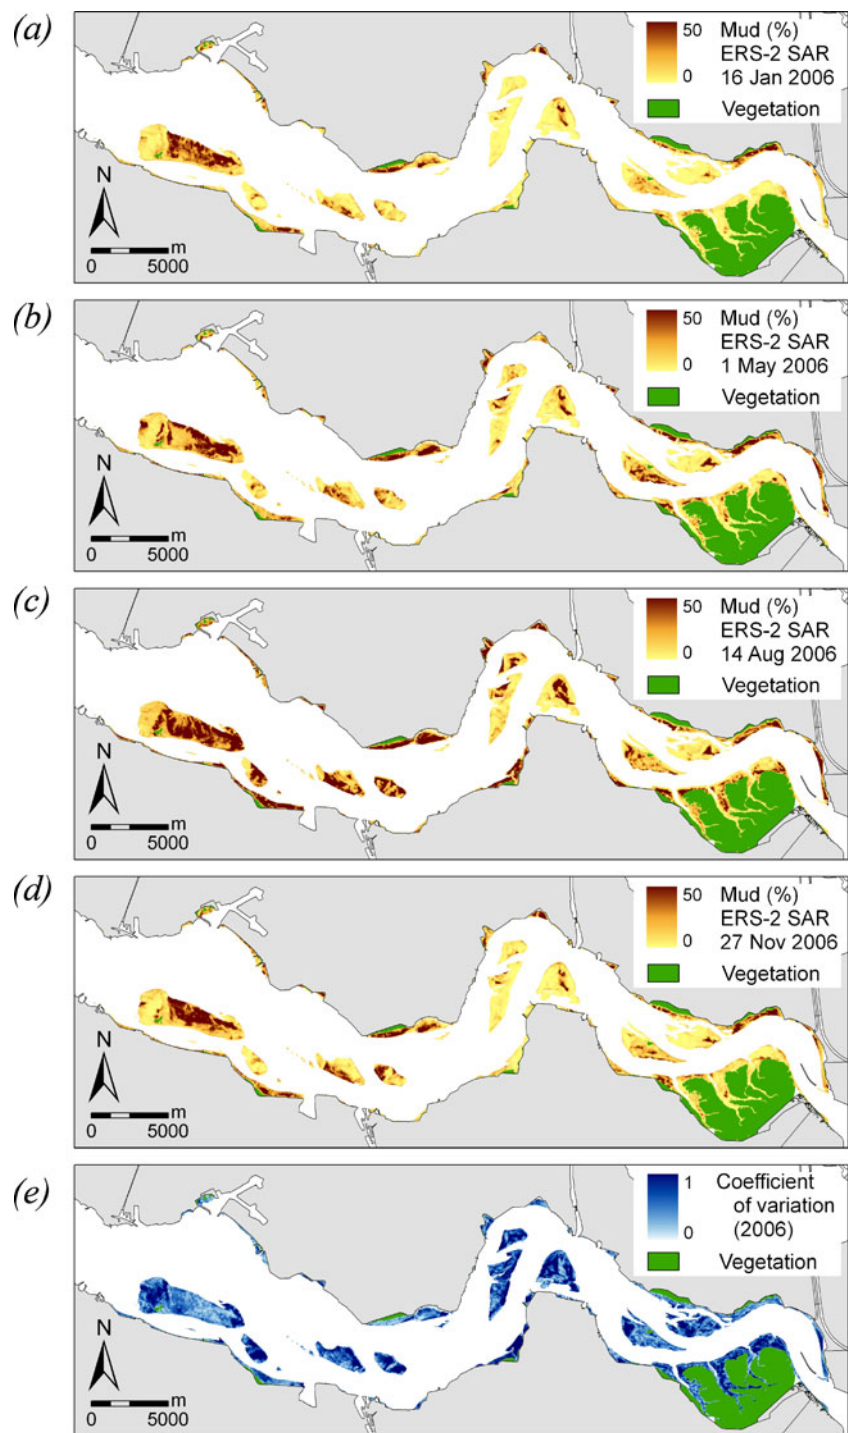 (a)
50
0
Mud (%)
ERS-2 SAR
16 Jan 2006
Vegetation
N
m
0 5000
(b)
50
0
Mud (%)
ERS-2 SAR
1 May 2006
Vegetation
N
m
0 5000
(c)
50
0
Mud (%)
ERS-2 SAR
14 Aug 2006
Vegetation
N
m
0 5000
(d)
50
0
Mud (%)
ERS-2 SAR
27 Nov 2006
Vegetation
N
m
0 5000
(e)
1
0
Coefficient
of variation
(2006)
Vegetation
N
m
0 5000